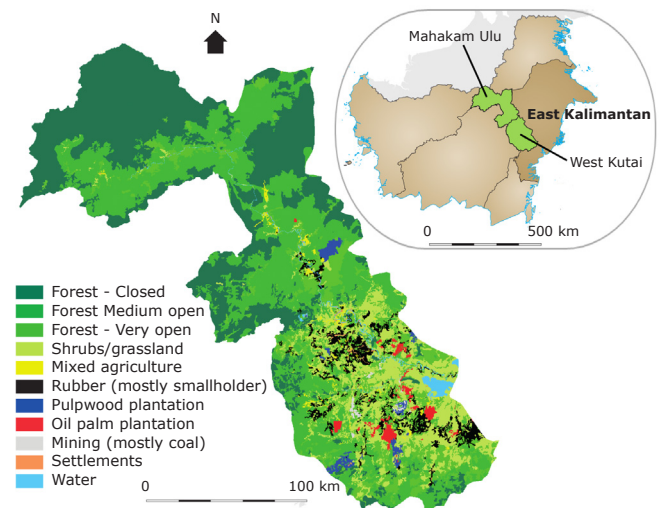 N
Mahakam Ulu
East Kalimantan
West Kutai
0 500 km
Forest - Closed
Forest Medium open
Forest - Very open
Shrubs/grassland
Mixed agriculture
Rubber (mostly smallholder)
Pulpwood plantation
Oil palm plantation
Mining (mostly coal)
Settlements
Water
0 100 km